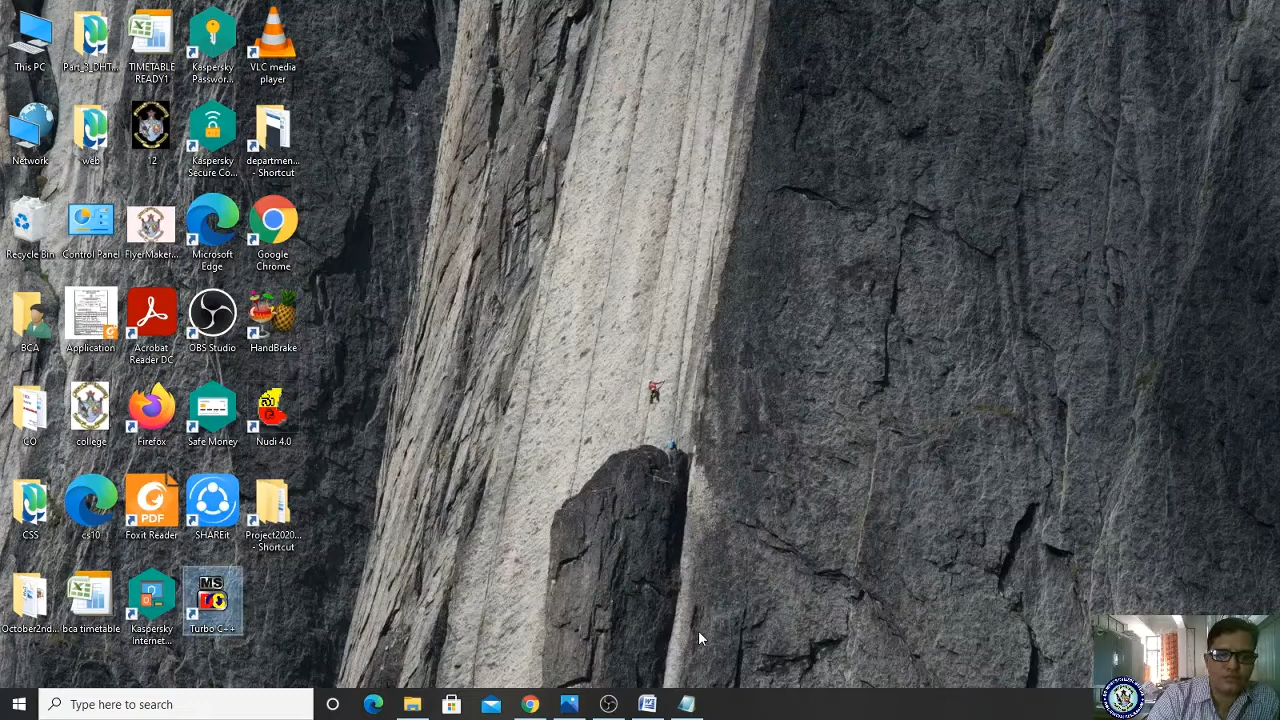 This PC
Part_3_DHT...
TIMETABLE
READY1
Kaspersky
Passwor...
VLC media
player
Network
web
12
Kaspersky
Secure Co...
departmen...
- Shortcut
Recycle Bin
Control Panel
FlyerMaker...
Microsoft
Edge
Google
Chrome
BCA
Application
Acrobat
Reader DC
OBS Studio
HandBrake
CO
college
Firefox
Safe Money
Nudi 4.0
CSS
cs10
PDF
Foxit Reader
SHAREit
Project2020...
- Shortcut
October2nd...
bca timetable
Kaspersky
Internet...
MS
Turbo C++
Type here to search